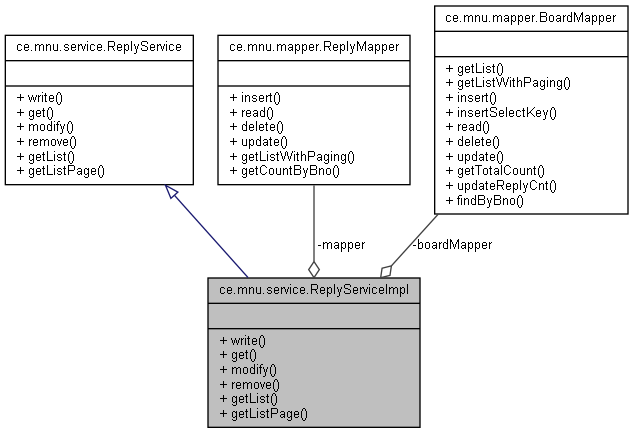 ce.mnu.service.ReplyService
+ write()
+ get()
+ modify()
+ remove()
+ getList()
+ getListPage()
ce.mnu.mapper.ReplyMapper
+ insert()
+ read()
+ delete()
+ update()
+ getListWithPaging()
+ getCountByBno()
ce.mnu.mapper.BoardMapper
+ getList()
+ getListWithPaging()
+ insert()
+ insertSelectKey()
+ read()
+ delete()
+ update()
+ getTotalCount()
+ updateReplyCnt()
+ findByBno()
-mapper
-boardMapper
ce.mnu.service.ReplyServiceImpl
+ write()
+ get()
+ modify()
+ remove()
+ getList()
+ getListPage()